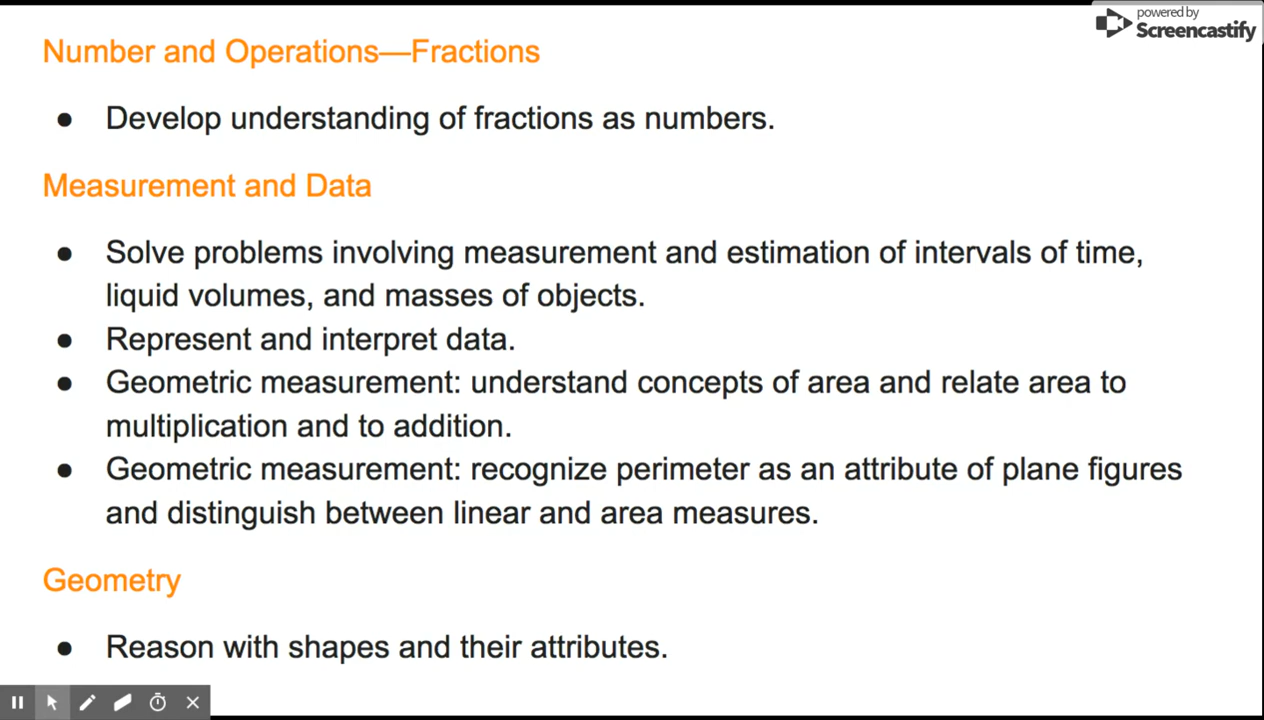 powered by
Screencastify
Number and Operations—Fractions
● Develop understanding of fractions as numbers.
Measurement and Data
● Solve problems involving measurement and estimation of intervals of time,
liquid volumes, and masses of objects.
● Represent and interpret data.
● Geometric measurement: understand concepts of area and relate area to
multiplication and to addition.
● Geometric measurement: recognize perimeter as an attribute of plane figures
and distinguish between linear and area measures.
Geometry
● Reason with shapes and their attributes.